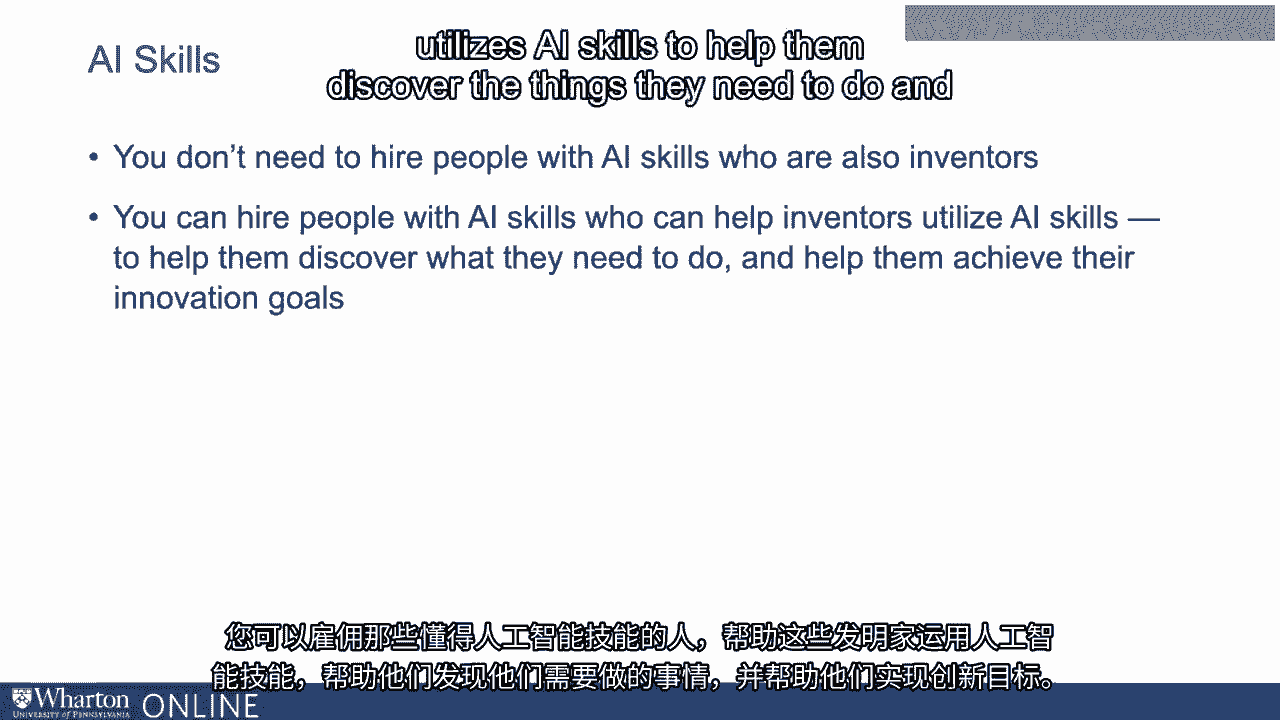 AI Skills
utilizes AI skills to help them
discover the things they need to do and
• You don’t need to hire people with AI skills who are also inventors
• You can hire people with AI skills who can help inventors utilize AI skills —
to help them discover what they need to do, and help them achieve their
innovation goals
您可以雇佣那些懂得人工智能技能的人，帮助这些发明家运用人工智
能技能，帮助他们发现他们需要做的事情，并帮助他们实现创新目标。
Wharton ONLINE
UNIVERSITY OF PENNSYLVANIA